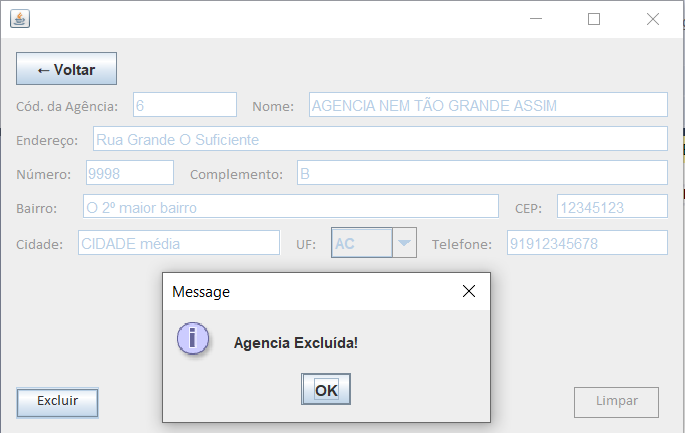 ← Voltar
Cód. da Agência: 6 Nome: AGENCIA NEM TÃO GRANDE ASSIM
Endereço: Rua Grande O Suficiente
Número: 9998 Complemento: B
Bairro: O 2º maior bairro CEP: 12345123
Cidade: CIDADE média UF: AC Telefone: 91912345678
Message
Agencia Excluída!
OK
Excluir Limpar